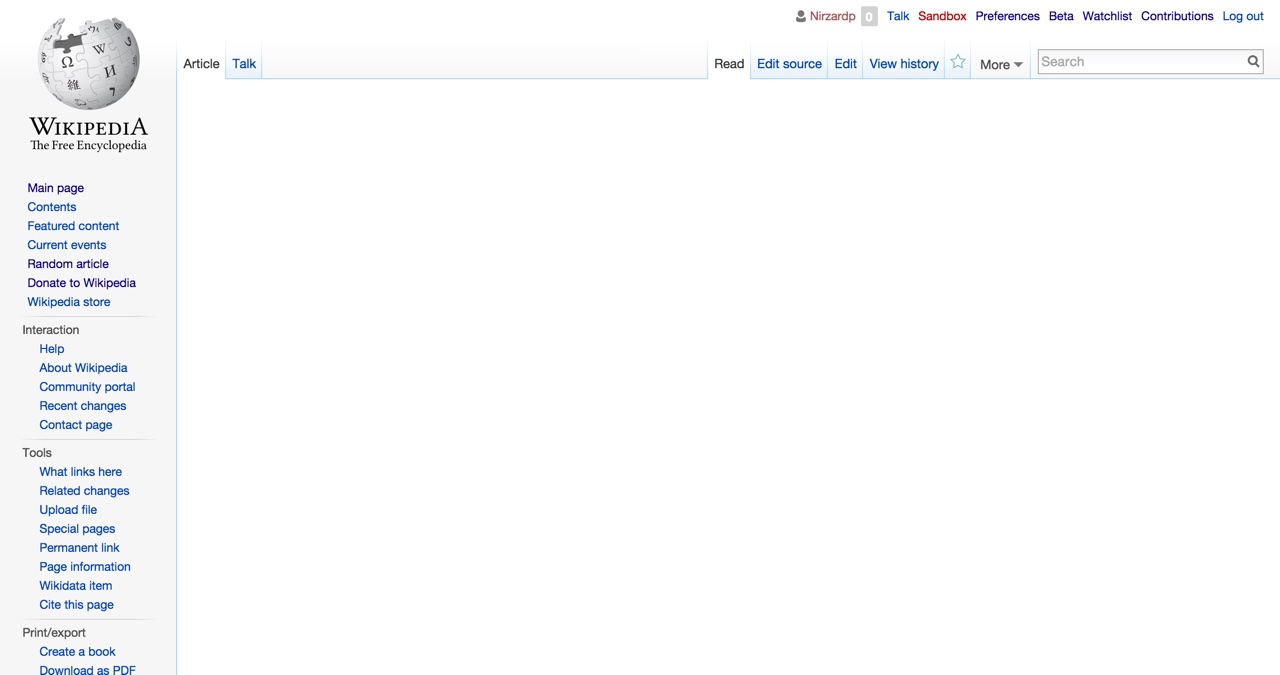 Nirzardp 0 Talk Sandbox Preferences Beta Watchlist Contributions Log out
Article Talk Read Edit source Edit View history More Search
Ω W И 維
WIKIPEDIA
The Free Encyclopedia
Main page
Contents
Featured content
Current events
Random article
Donate to Wikipedia
Wikipedia store
Interaction
Help
About Wikipedia
Community portal
Recent changes
Contact page
Tools
What links here
Related changes
Upload file
Special pages
Permanent link
Page information
Wikidata item
Cite this page
Print/export
Create a book
Download as PDF